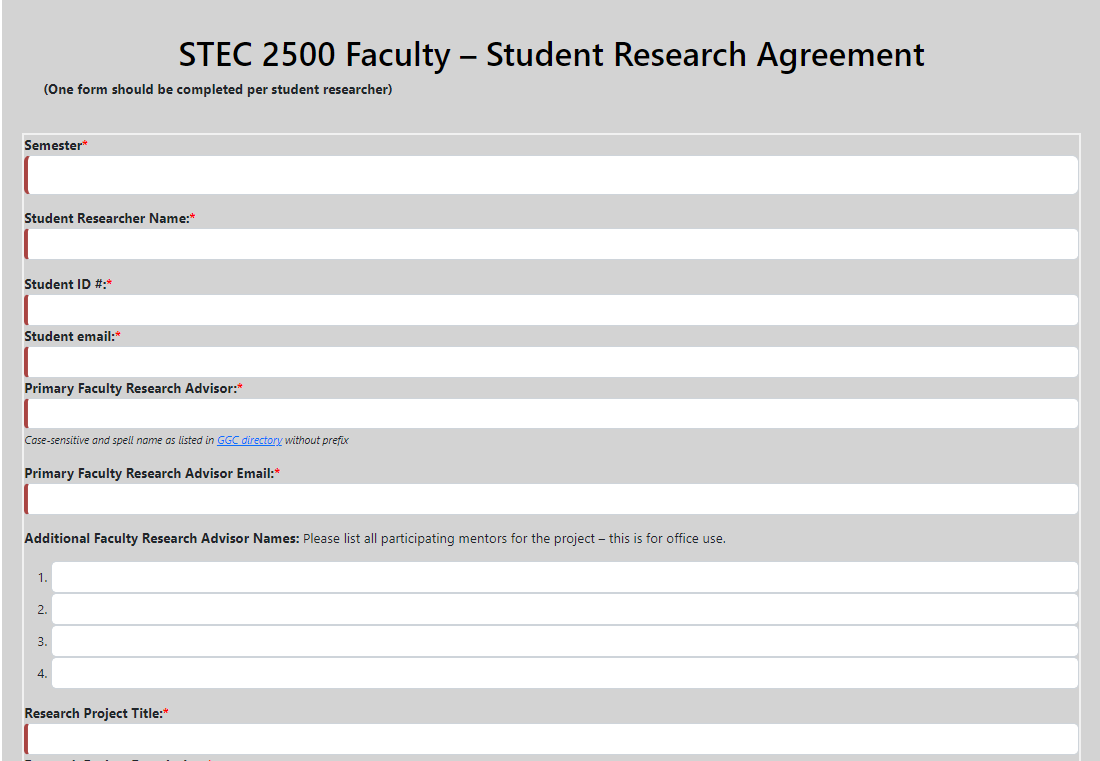 STEC 2500 Faculty – Student Research Agreement
(One form should be completed per student researcher)
Semester*
Student Researcher Name:*
Student ID #:*
Student email:*
Primary Faculty Research Advisor:*
Case-sensitive and spell name as listed in GGC directory without prefix
Primary Faculty Research Advisor Email:*
Additional Faculty Research Advisor Names: Please list all participating mentors for the project – this is for office use.
1.
2.
3.
4.
Research Project Title:*